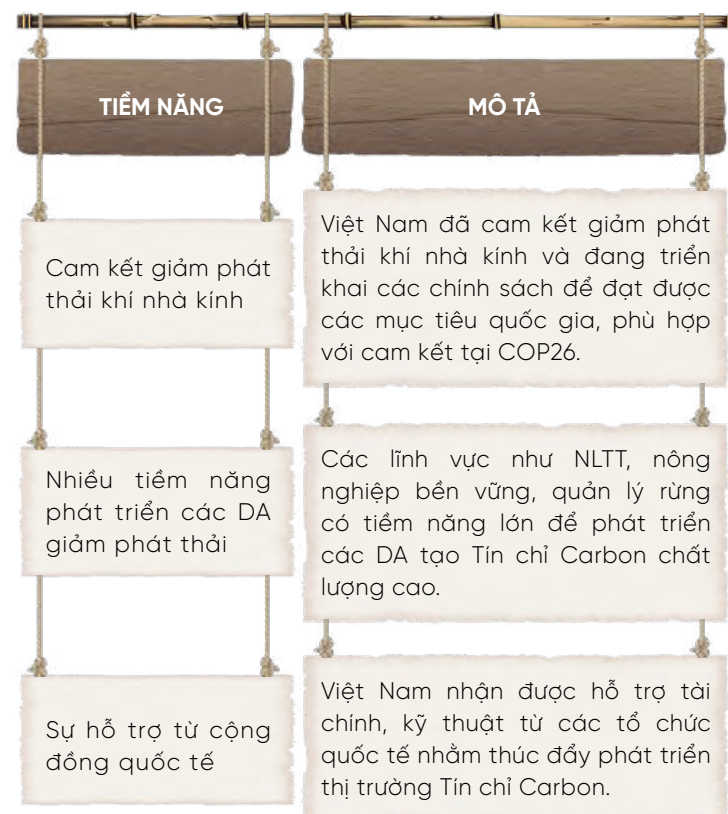 TIỀM NĂNG
MÔ TẢ
Cam kết giảm phát
thải khí nhà kính
Việt Nam đã cam kết giảm phát
thải khí nhà kính và đang triển
khai các chính sách để đạt được
các mục tiêu quốc gia, phù hợp
với cam kết tại COP26.
Nhiều tiềm năng
phát triển các DA
giảm phát thải
Các lĩnh vực như NLTT, nông
nghiệp bền vững, quản lý rừng
có tiềm năng lớn để phát triển
các DA tạo Tín chỉ Carbon chất
lượng cao.
Sự hỗ trợ từ cộng
đồng quốc tế
Việt Nam nhận được hỗ trợ tài
chính, kỹ thuật từ các tổ chức
quốc tế nhằm thúc đẩy phát triển
thị trường Tín chỉ Carbon.